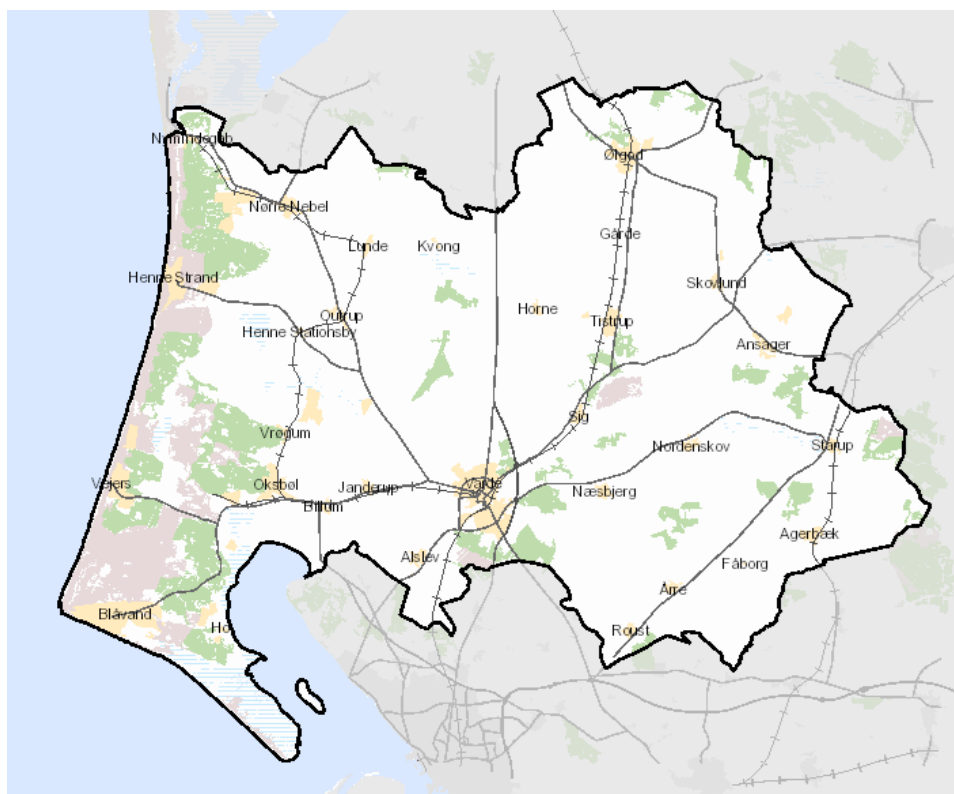 Nymindegab
Ølgod
Nørre-Nebel
Gårde
Lunde
Kvong
Henne Strand
Skovlund
Horne
Outrup
Tistrup
Henne Stationsby
Ansager
Sig
Vrøgum
Nordenskov
Starup
Vejers
Oksbøl
Janderup
Varde
Næsbjerg
Billum
Agerbæk
Alslev
Fåborg
Årre
Blåvand
Ho
Roust